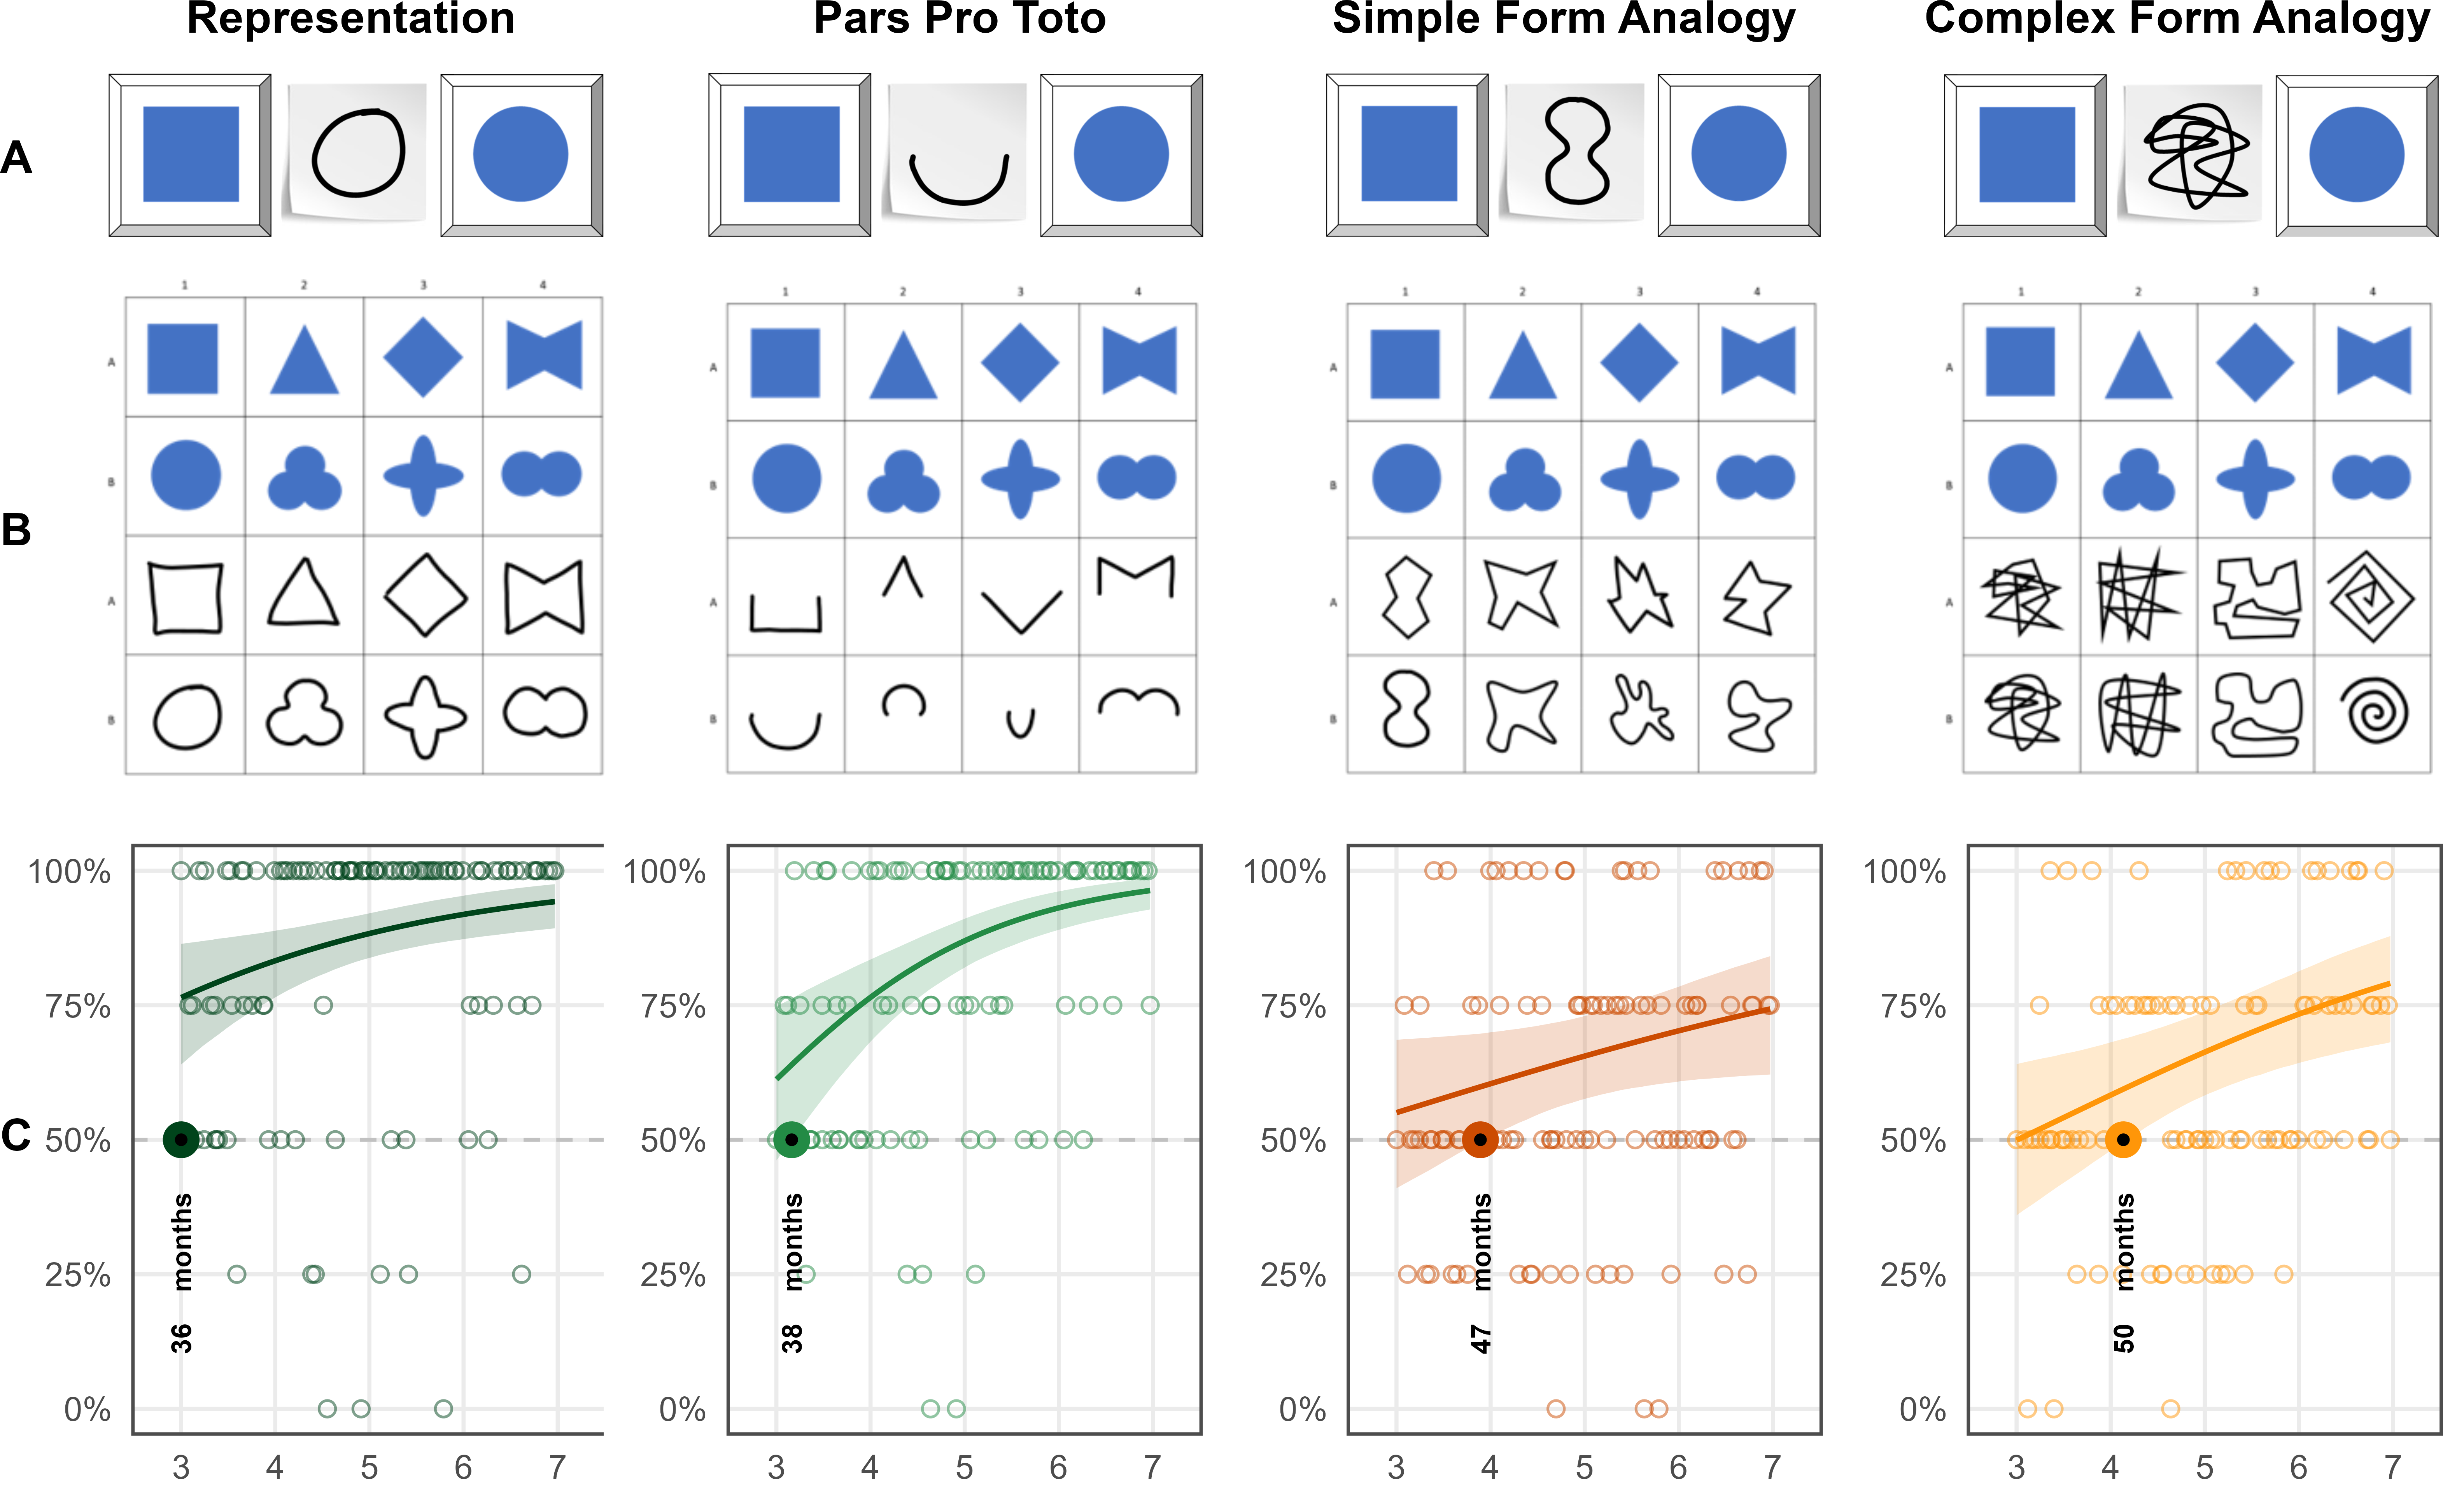 Representation Pars Pro Toto Simple Form Analogy Complex Form Analogy
A
1 2 3 4 1 2 3 4 1 2 3 4 1 2 3 4
A A A A
B B B B
B
A A A A
B B B B
100% 100% 100% 100%
75% 75% 75% 75%
C
50% 50% 50% 50%
25% 25% 25% 25%
36 months 38 months 47 months 50 months
0% 0% 0% 0%
3 4 5 6 7 3 4 5 6 7 3 4 5 6 7 3 4 5 6 7